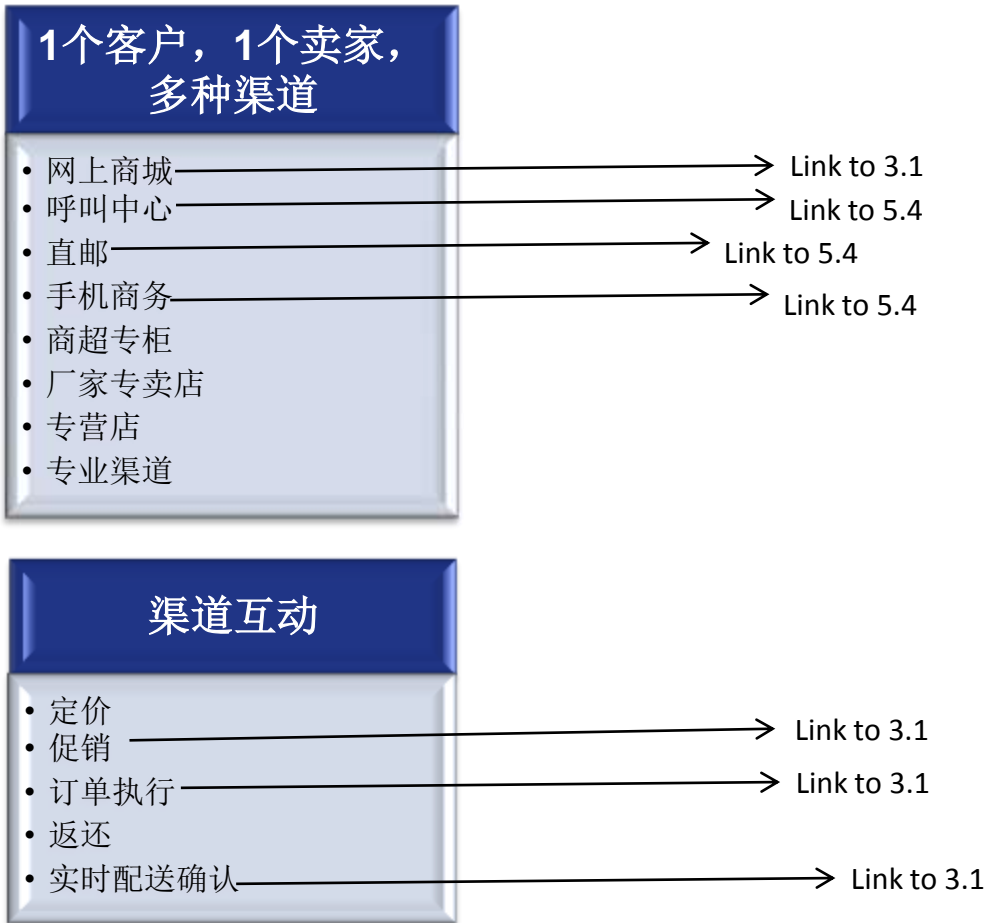 1个客户，1个卖家，
多种渠道
• 网上商城 Link to 3.1
• 呼叫中心 Link to 5.4
• 直邮 Link to 5.4
• 手机商务 Link to 5.4
• 商超专柜
• 厂家专卖店
• 专营店
• 专业渠道
渠道互动
• 定价
• 促销 Link to 3.1
• 订单执行 Link to 3.1
• 返还
• 实时配送确认 Link to 3.1